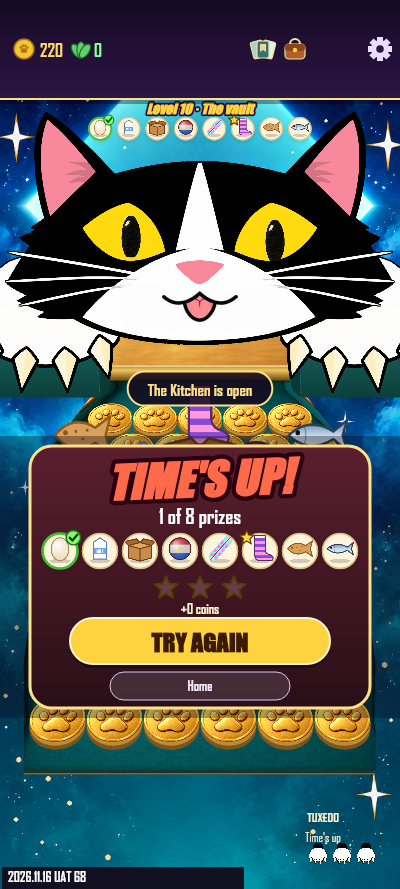 220
0
Level 10 · The vault
The Kitchen is open
TIME'S UP!
1 of 8 prizes
+0 coins
TRY AGAIN
Home
TUXEDO
Time's up
2026.11.16 UAT 68